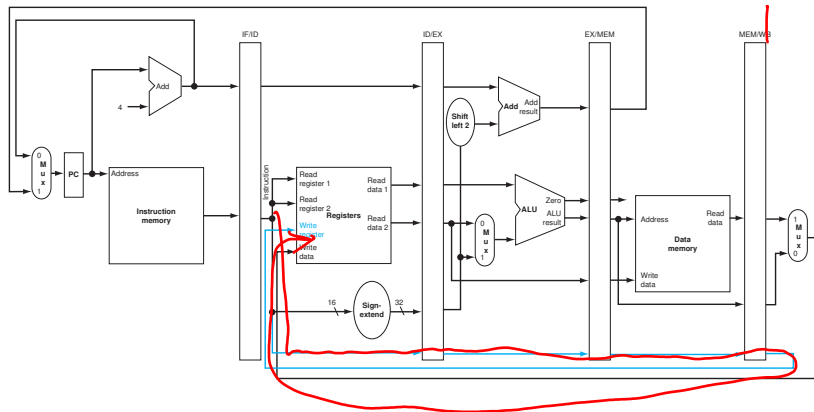 IF/ID
ID/EX
EX/MEM
MEM/WB
Add
4
Add
Add
result
Shift
left 2
0
M
u
x
1
PC
Address
Instruction
memory
Instruction
Read
register 1
Read
data 1
Read
register 2
Registers
Write
register
Read
data 2
Write
data
0
M
u
x
1
Zero
ALU
ALU
result
Address
Read
data
Data
memory
Write
data
1
M
u
x
0
16
Sign-
extend
32